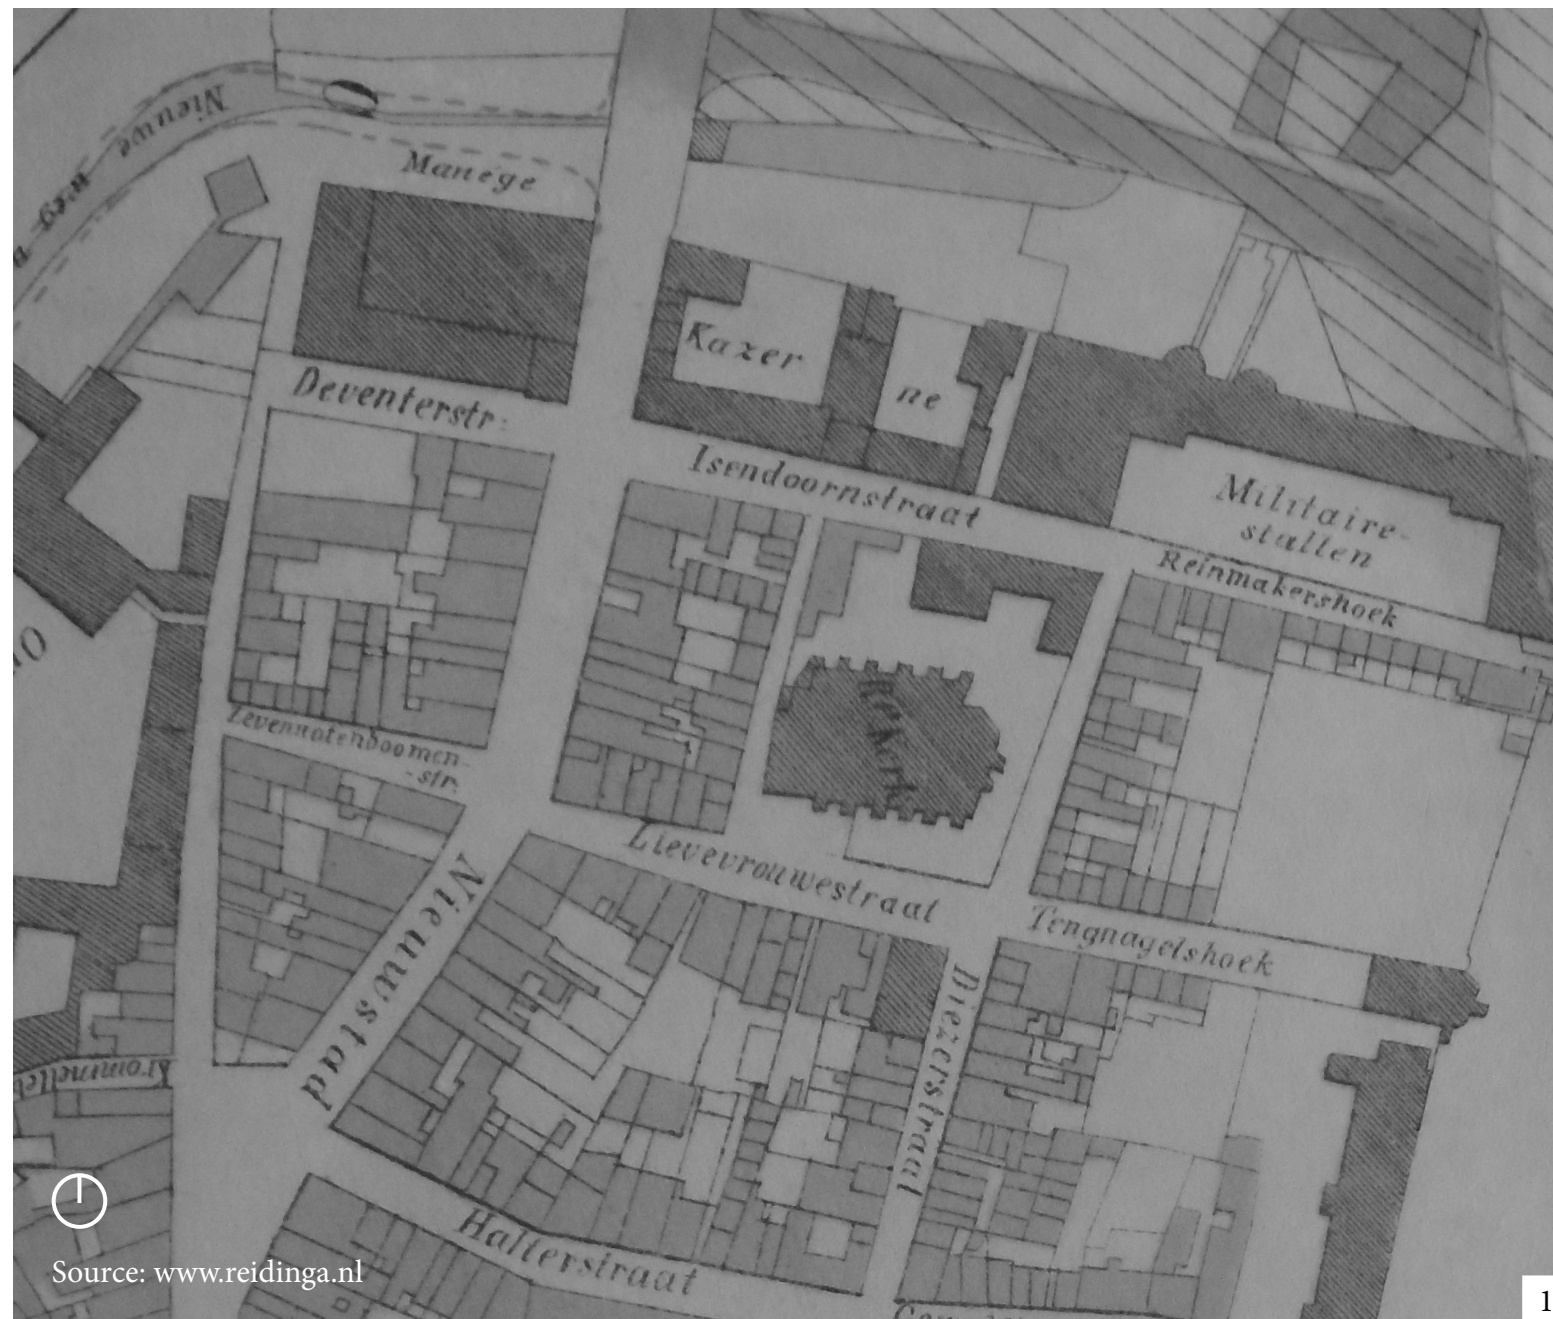 Nieuwe
weg
Manege
Kazer
ne
Deventerstr:
Isendoornstraat
Militaire-
stallen
Reinmakershoek
Levennotenboomen-
-str.
R.C. Kerk
Lievevrouwestraat
Tengnagelshoek
Nieuwstad
Diezerstraat
Halterstraat
Source: www.reidinga.nl
1